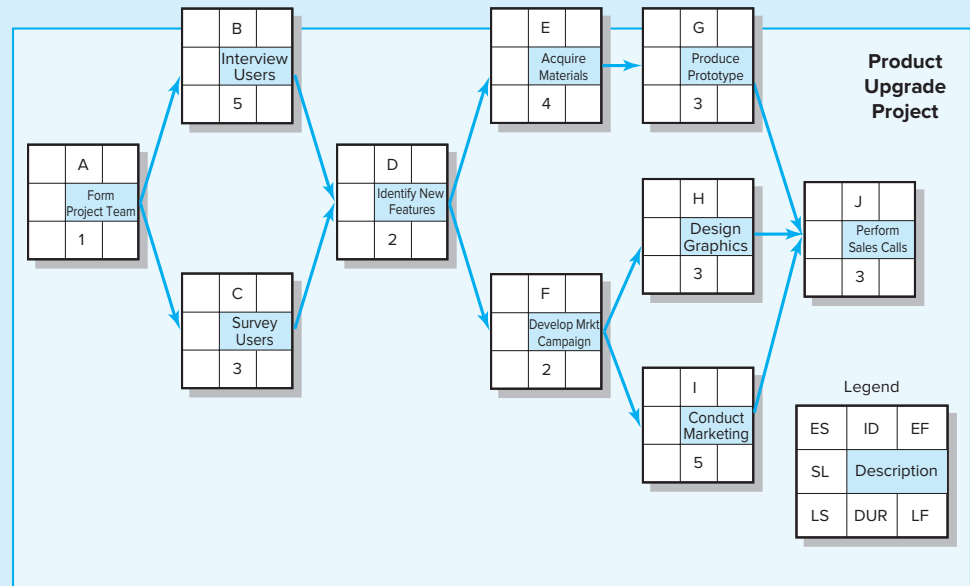 B
Interview
Users
5
E
Acquire
Materials
4
G
Produce
Prototype
3
Product
Upgrade
Project
A
Form
Project Team
1
D
Identify New
Features
2
H
Design
Graphics
3
J
Perform
Sales Calls
3
C
Survey
Users
3
F
Develop Mrkt
Campaign
2
I
Conduct
Marketing
5
Legend
ES ID EF
SL Description
LS DUR LF